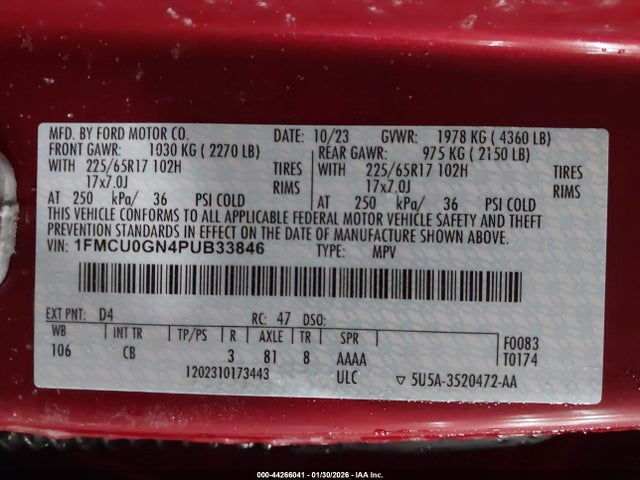 MFD. BY FORD MOTOR CO. DATE: 10/23 GVWR: 1978 KG ( 4360 LB)
FRONT GAWR: 1030 KG ( 2270 LB) REAR GAWR: 975 KG ( 2150 LB)
WITH 225/65R17 102H TIRES WITH 225/65R17 102H TIRES
17x7.0J RIMS 17x7.0J RIMS
AT 250 kPa/ 36 PSI COLD AT 250 kPa/ 36 PSI COLD
THIS VEHICLE CONFORMS TO ALL APPLICABLE FEDERAL MOTOR VEHICLE SAFETY AND THEFT
PREVENTION STANDARDS IN EFFECT ON THE DATE OF MANUFACTURE SHOWN ABOVE.
VIN: 1FMCU0GN4PUB33846 TYPE: MPV
EXT PNT: D4 RC: 47 DSO:
WB INT TR TP/PS R AXLE TR SPR F0083
106 CB 3 81 8 AAAA T0174
1202310173443 ULC ▽ 5U5A-3520472-AA
000-44266041 - 01/30/2026 - IAA Inc.